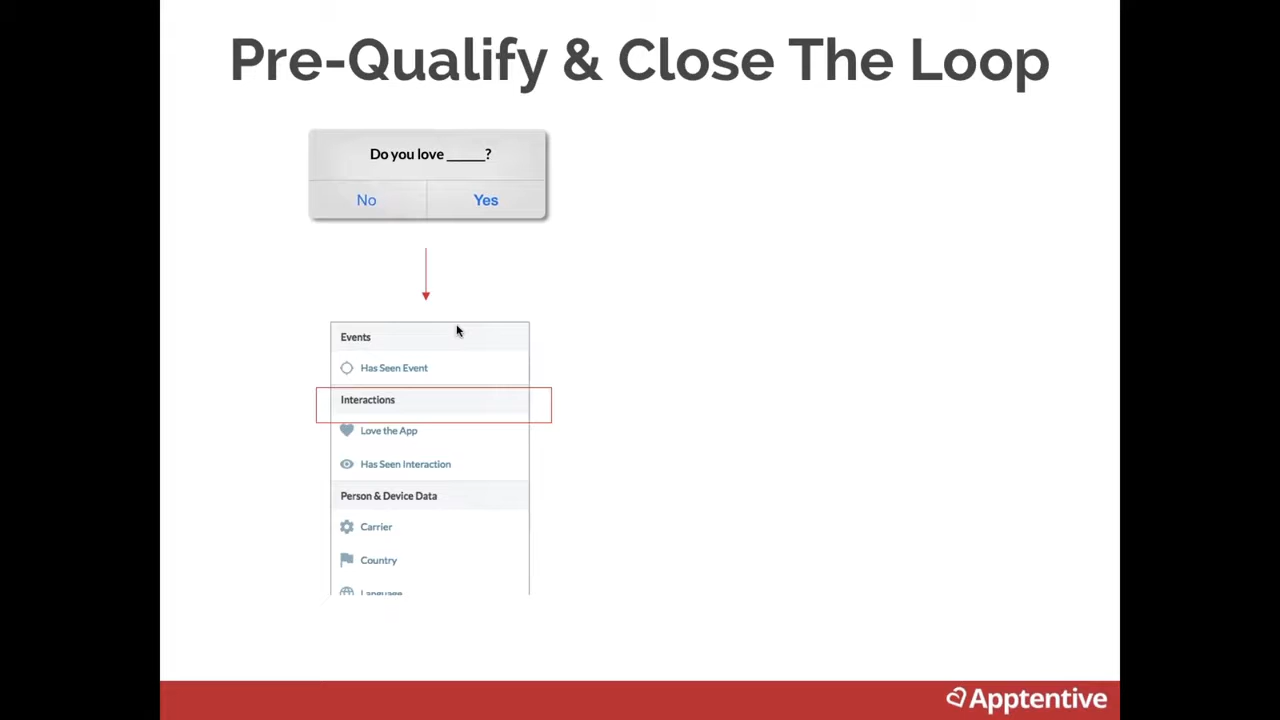 Pre-Qualify & Close The Loop
Do you love _____?
No Yes
Events
Has Seen Event
Interactions
Love the App
Has Seen Interaction
Person & Device Data
Carrier
Country
Language
Apptentive